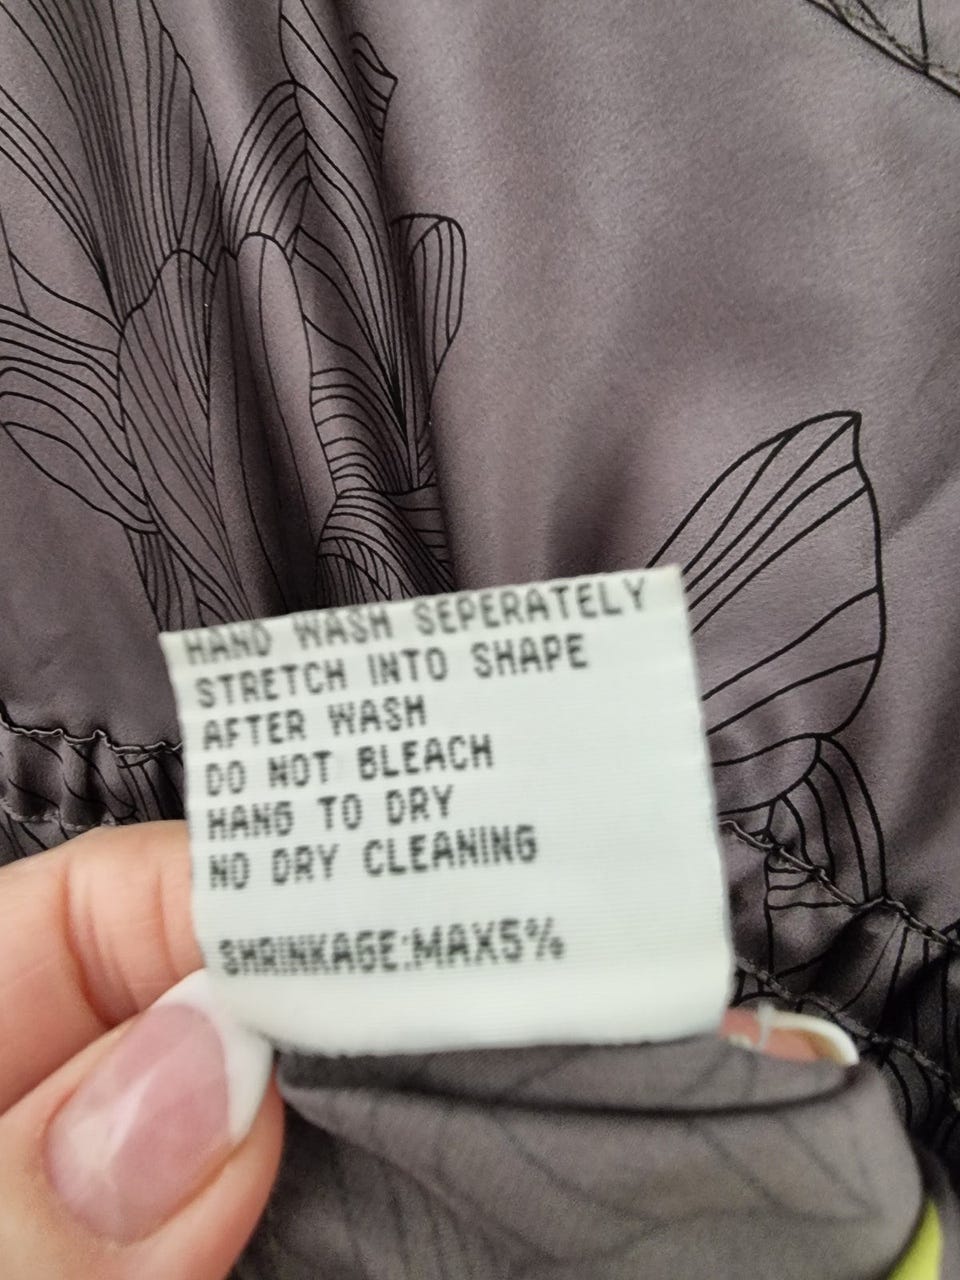 HAND WASH SEPERATELY
STRETCH INTO SHAPE
AFTER WASH
DO NOT BLEACH
HANG TO DRY
NO DRY CLEANING
SHRINKAGE:MAX5%